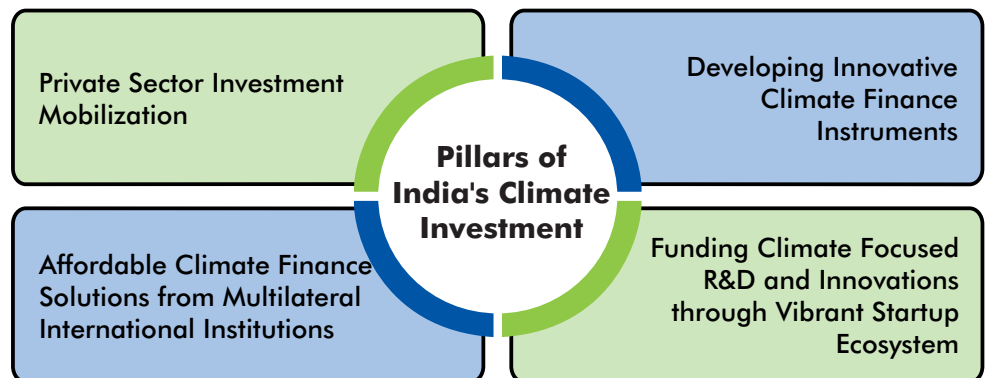 Private Sector Investment
Mobilization
Developing Innovative
Climate Finance
Instruments
Pillars of
India's Climate
Investment
Affordable Climate Finance
Solutions from Multilateral
International Institutions
Funding Climate Focused
R&D and Innovations
through Vibrant Startup
Ecosystem